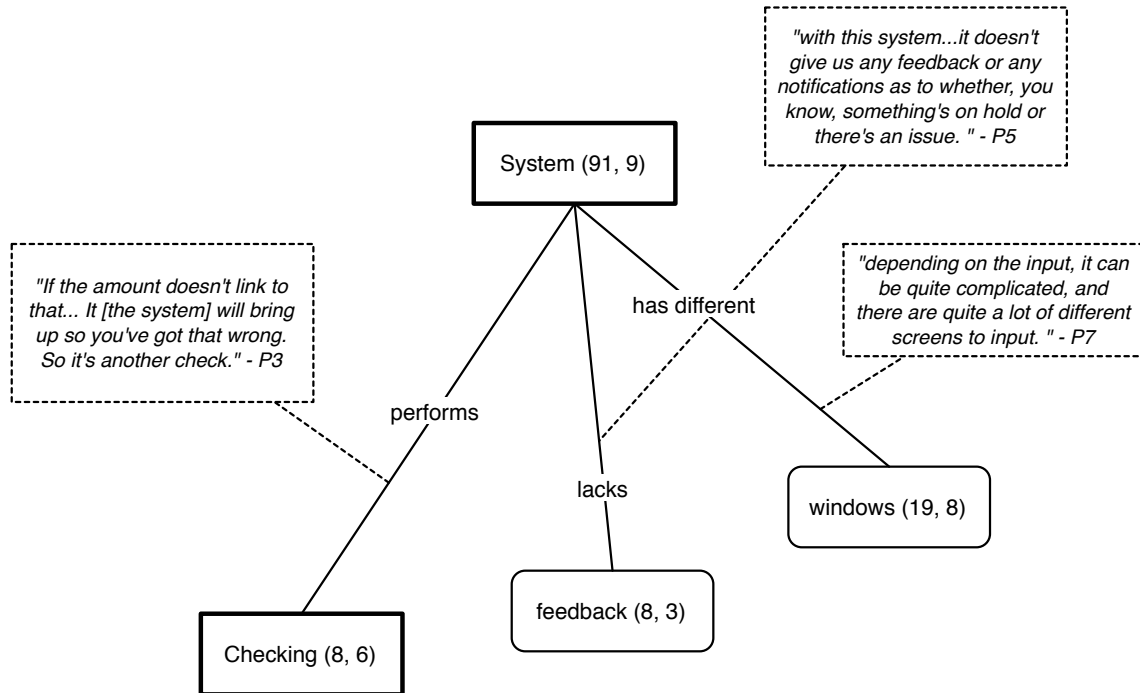 "with this system...it doesn't
give us any feedback or any
notifications as to whether, you
know, something's on hold or
there's an issue. " - P5
System (91, 9)
"If the amount doesn't link to
that... It [the system] will bring
up so you've got that wrong.
So it's another check." - P3
"depending on the input, it can
be quite complicated, and
there are quite a lot of different
screens to input. " - P7
has different
performs
lacks
windows (19, 8)
feedback (8, 3)
Checking (8, 6)